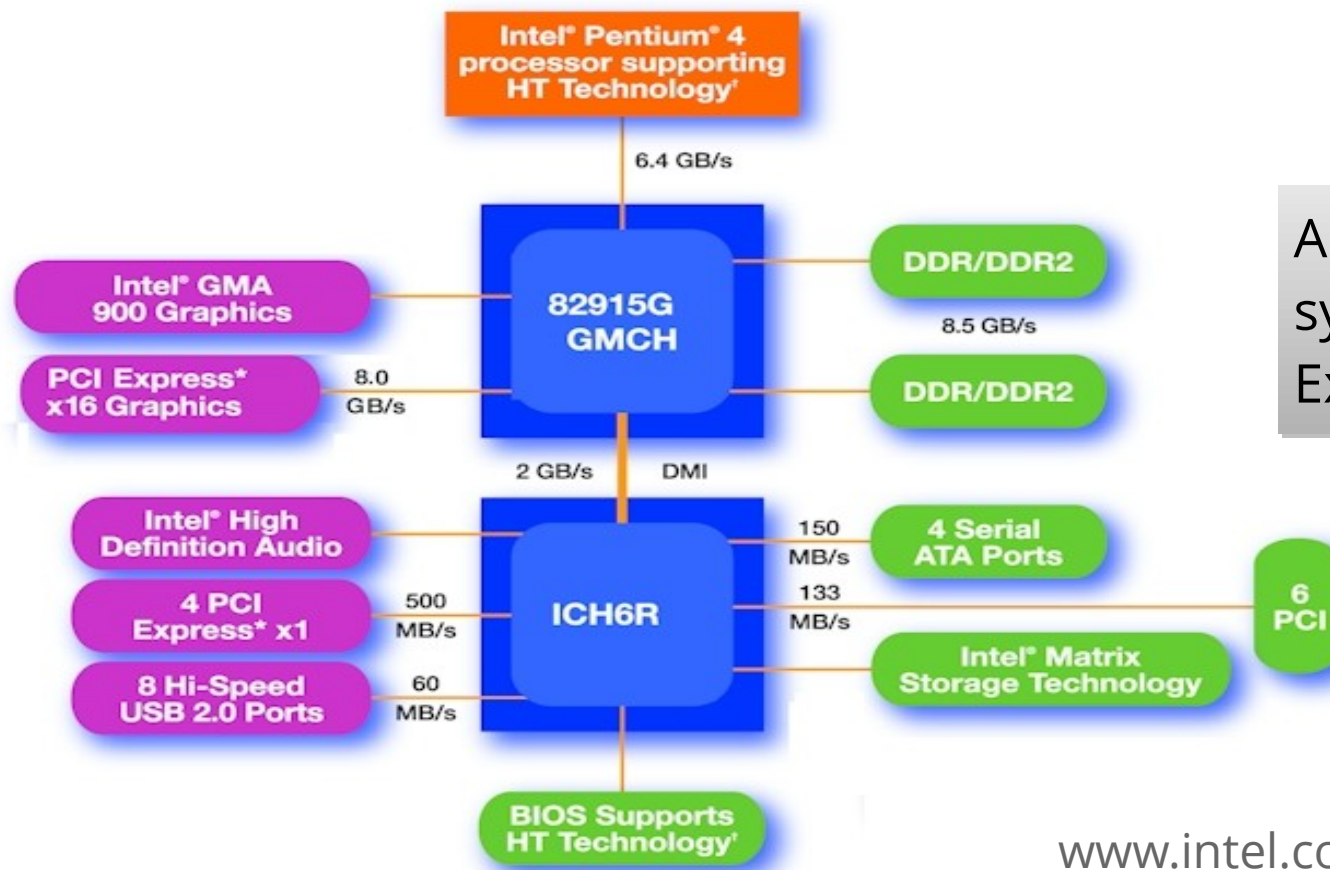 Intel® Pentium® 4
processor supporting
HT Technology†
6.4 GB/s
Intel® GMA
900 Graphics
PCI Express*
x16 Graphics
8.0
GB/s
82915G
GMCH
DDR/DDR2
8.5 GB/s
DDR/DDR2
A
sy
Ex
2 GB/s
DMI
Intel® High
Definition Audio
4 PCI
Express* x1
500
MB/s
8 Hi-Speed
USB 2.0 Ports
60
MB/s
ICH6R
150
MB/s
4 Serial
ATA Ports
133
MB/s
6
PCI
Intel® Matrix
Storage Technology
BIOS Supports
HT Technology†
www.intel.co